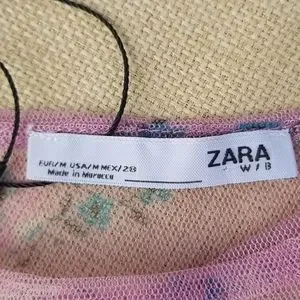 EUR/M USA/M MEX/28
Made in Morocco
ZARA
W/B